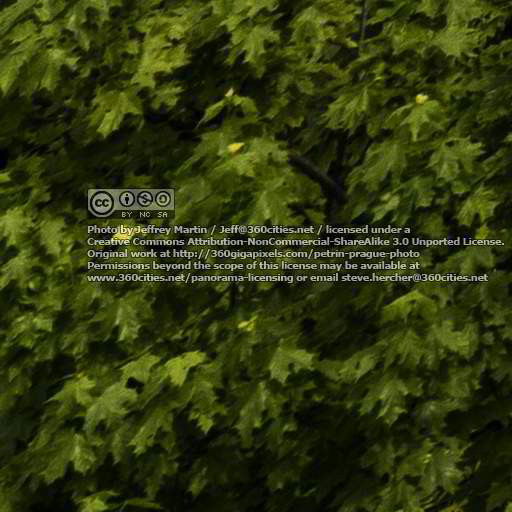 cc BY NC SA
Photo by Jeffrey Martin / Jeff@360cities.net / licensed under a
Creative Commons Attribution-NonCommercial-ShareAlike 3.0 Unported License.
Original work at http://360gigapixels.com/petrin-prague-photo
Permissions beyond the scope of this license may be available at
www.360cities.net/panorama-licensing or email steve.hercher@360cities.net